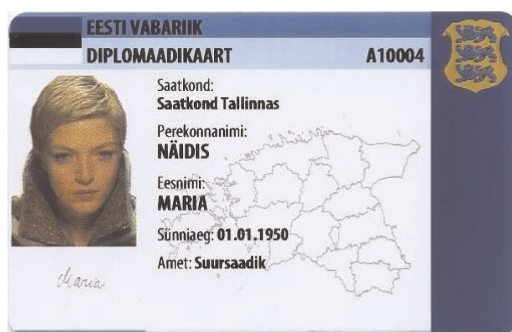 EESTI VABARIIK
DIPLOMAADIKAART A10004
Saatkond:
Saatkond Tallinnas
Perekonnanimi:
NÄIDIS
Eesnimi:
MARIA
Sünniaeg: 01.01.1950
Amet: Suursaadik
Maria